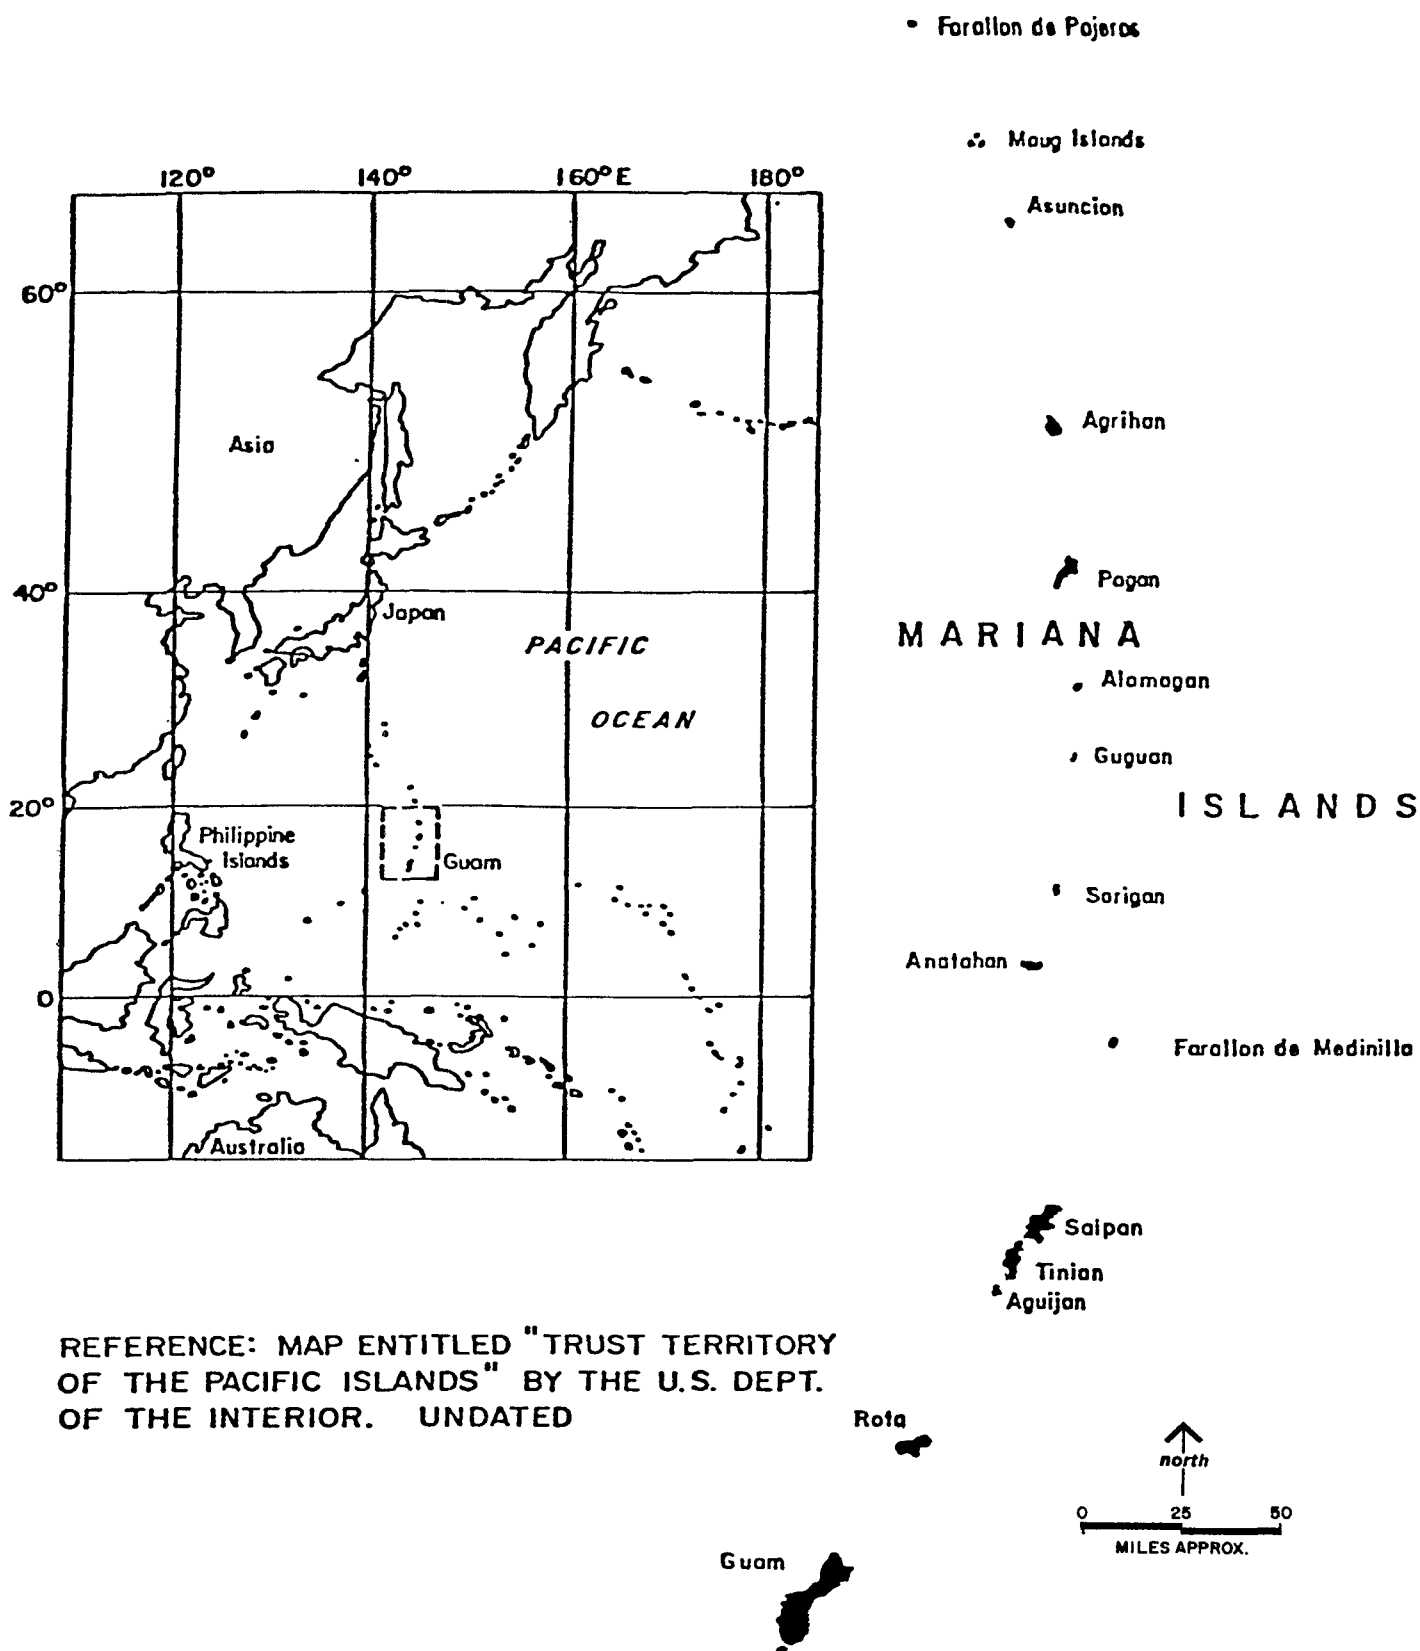 Farallon de Pajaros
Maug Islands
Asuncion
Agrihan
Pagan
MARIANA
Alamagan
Guguan
ISLANDS
Sarigan
Anatahan
Farallon de Medinilla
Saipan
Tinian
Aguijan
Rota
Guam
120° 140° 160°E 180°
60°
40°
20°
0
Asia
Japan
PACIFIC
OCEAN
Philippine
Islands
Guam
Australia
REFERENCE: MAP ENTITLED "TRUST TERRITORY
OF THE PACIFIC ISLANDS" BY THE U.S. DEPT.
OF THE INTERIOR. UNDATED
north
0 25 50
MILES APPROX.